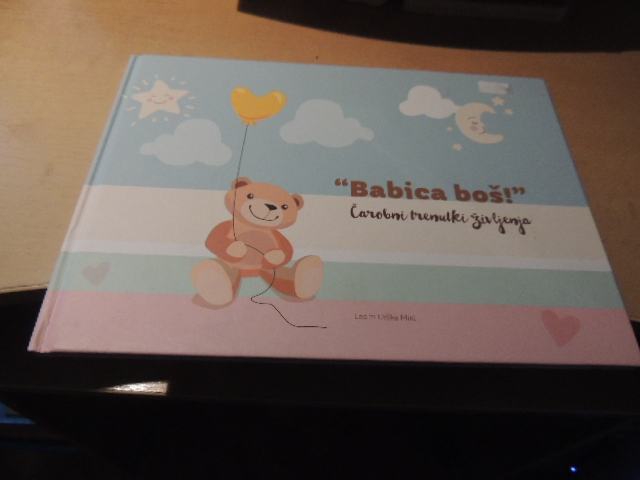 “Babica boš!”
Čarobni trenutki življenja